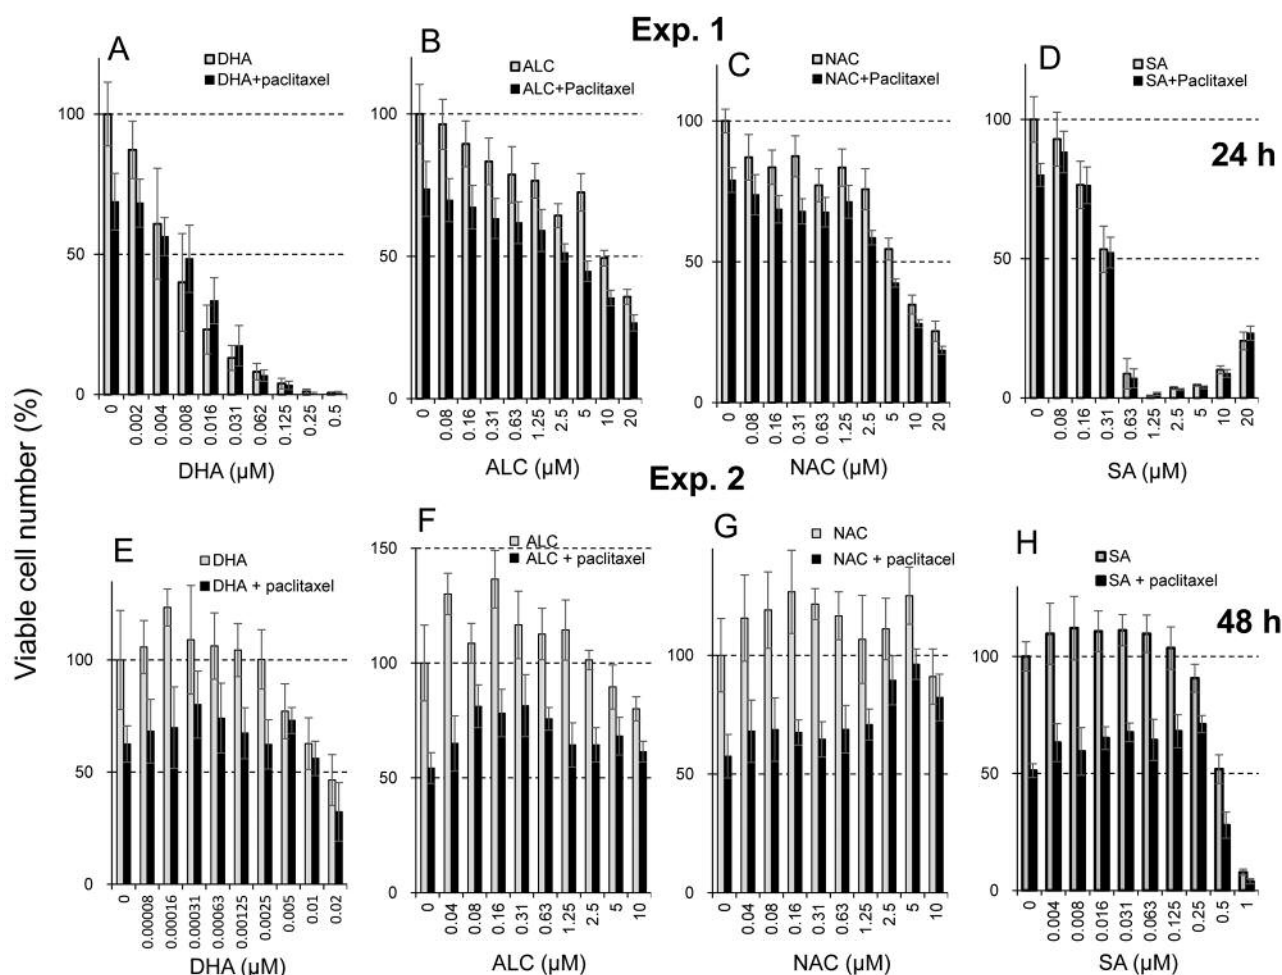 Exp. 1
A
DHA
DHA+paclitaxel
100
50
0
0
0.002
0.004
0.008
0.016
0.031
0.062
0.125
0.25
0.5
DHA (µM)
B
ALC
ALC+Paclitaxel
100
50
0
0
0.08
0.16
0.31
0.63
1.25
2.5
5
10
20
ALC (µM)
C
NAC
NAC+Paclitaxel
100
50
0
0
0.08
0.16
0.31
0.63
1.25
2.5
5
10
20
NAC (µM)
D
SA
SA+Paclitaxel
24 h
100
50
0
0
0.08
0.16
0.31
0.63
1.25
2.5
5
10
20
SA (µM)
Viable cell number (%)
Exp. 2
E
DHA
DHA + paclitaxel
100
50
0
0
0.00008
0.00016
0.00031
0.00063
0.00125
0.0025
0.005
0.01
0.02
DHA (µM)
F
ALC
ALC + paclitaxel
150
100
50
0
0
0.04
0.08
0.16
0.31
0.63
1.25
2.5
5
10
ALC (µM)
G
NAC
NAC + paclitacel
100
50
0
0
0.04
0.08
0.16
0.31
0.63
1.25
2.5
5
10
NAC (µM)
H
SA
SA + paclitaxel
48 h
100
50
0
0
0.004
0.008
0.016
0.031
0.063
0.125
0.25
0.5
1
SA (µM)